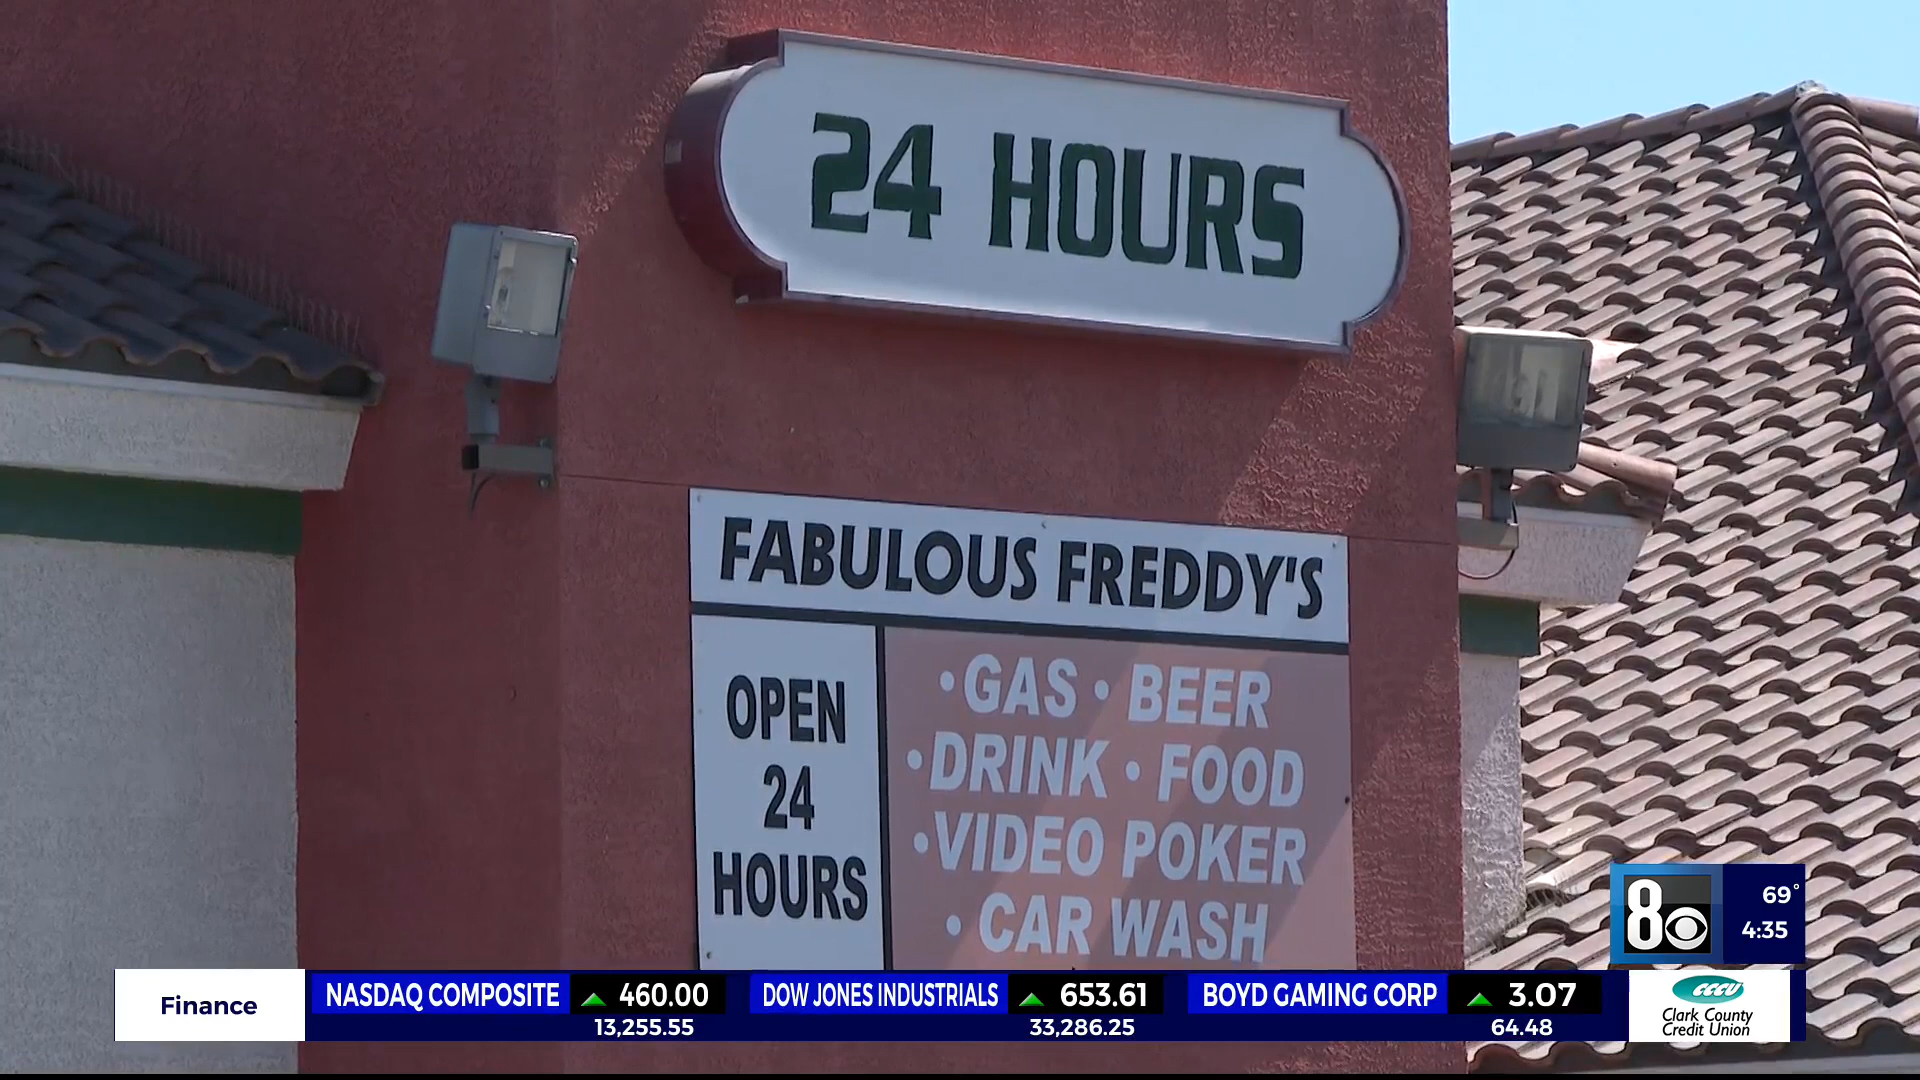 24 HOURS
FABULOUS FREDDY'S
OPEN
24
HOURS
•GAS • BEER
•DRINK • FOOD
•VIDEO POKER
• CAR WASH
8
69°
4:35
Finance
NASDAQ COMPOSITE 460.00
13,255.55
DOW JONES INDUSTRIALS 653.61
33,286.25
BOYD GAMING CORP 3.07
64.48
CCCU
Clark County
Credit Union